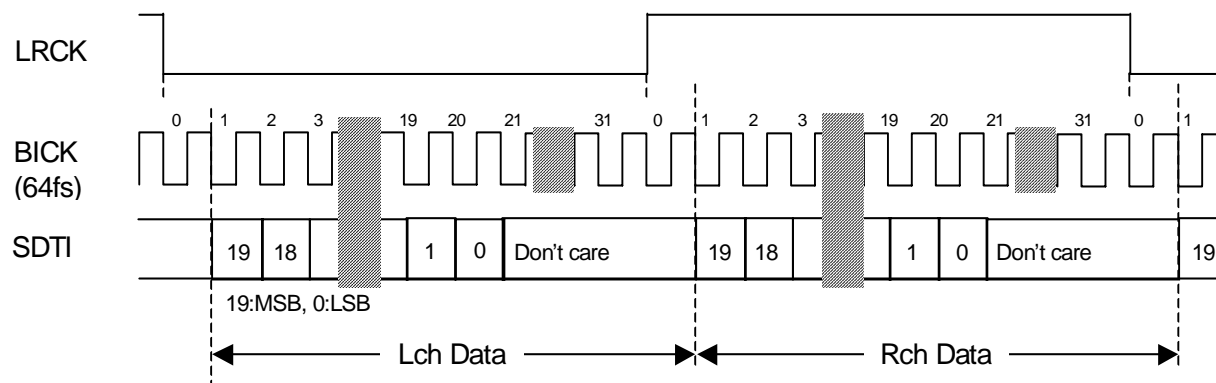 LRCK
0 1 2 3 19 20 21 31 0 1 2 3 19 20 21 31 0 1
BICK
(64fs)
SDTI 19 18 1 0 Don't care 19 18 1 0 Don't care 19
19:MSB, 0:LSB
Lch Data Rch Data